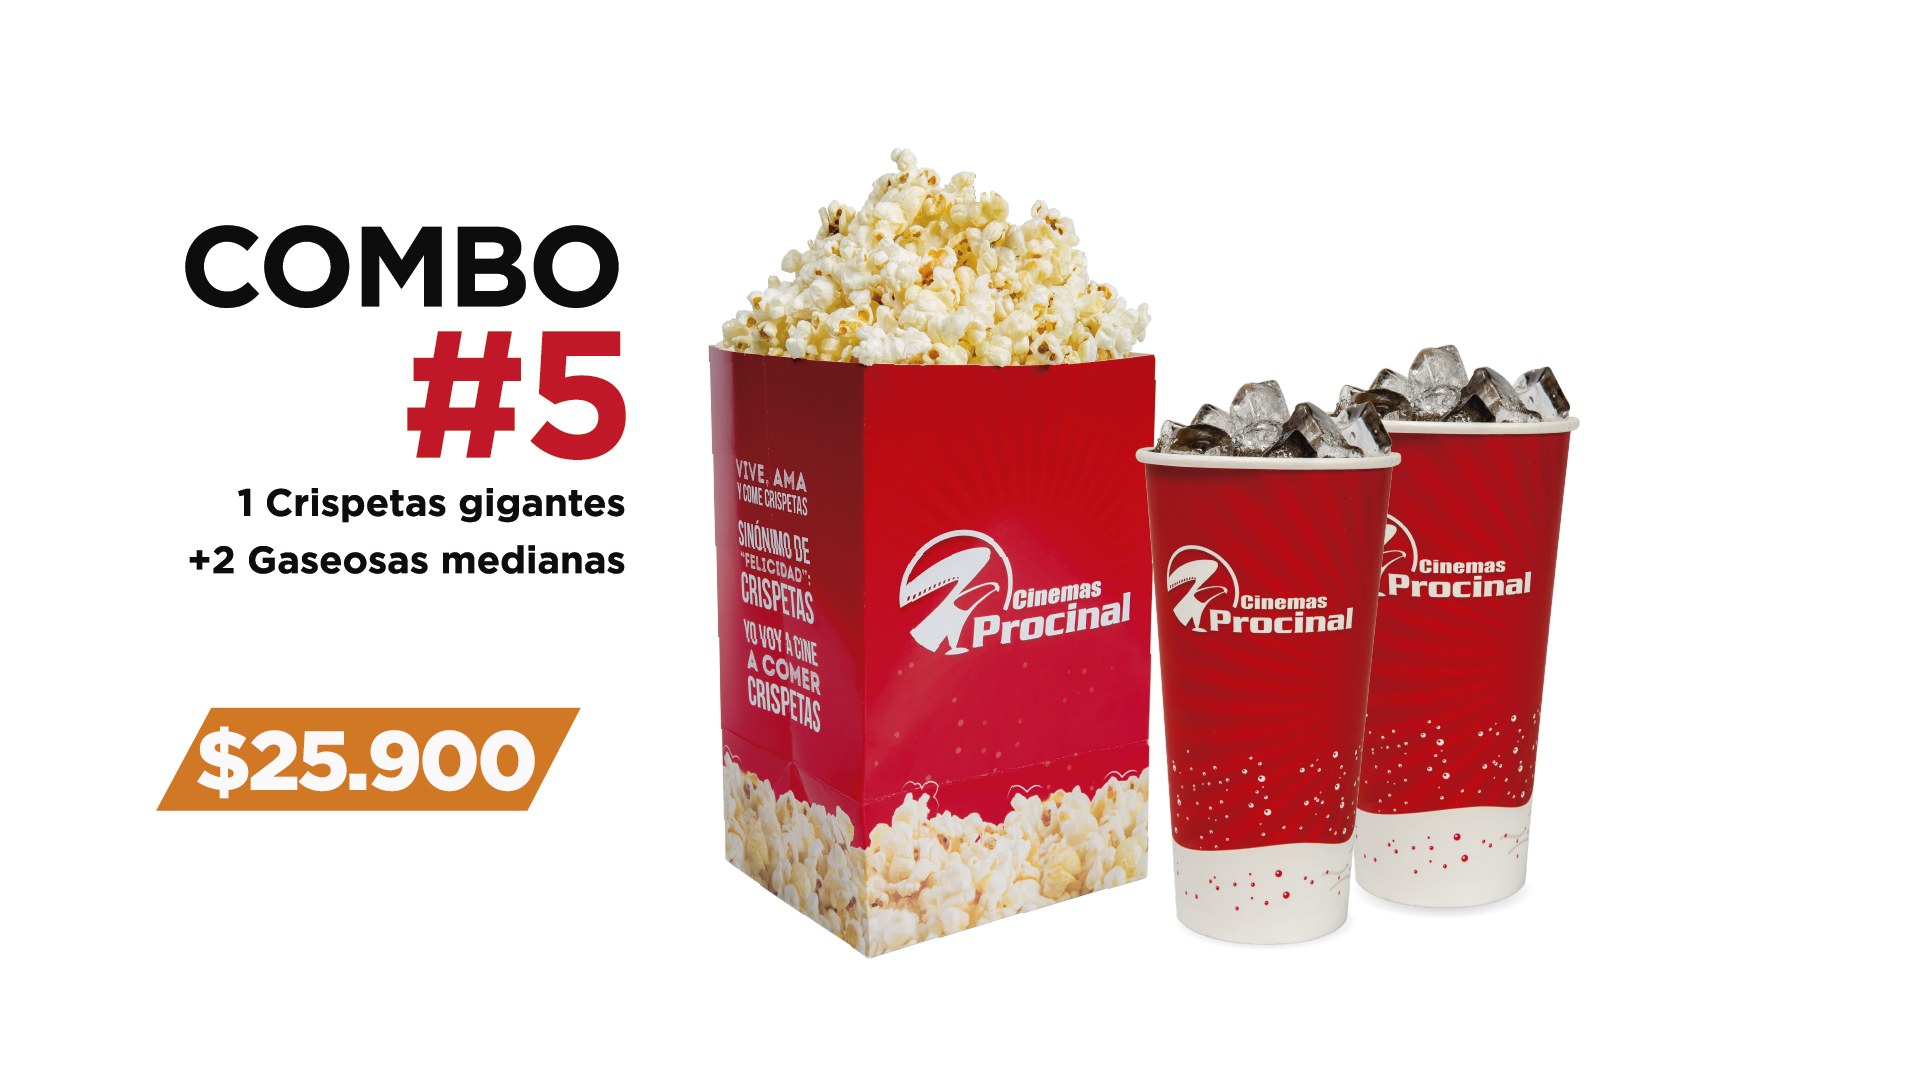 COMBO
#5
1 Crispetas gigantes
+2 Gaseosas medianas
$25.900
VIVE, AMA
Y COME CRISPETAS
SINÓNIMO DE
"FELICIDAD":
CRISPETAS
YO VOY A CINE
A COMER
CRISPETAS
Cinemas
Procinal
Cinemas
Procinal
Cinemas
Procinal